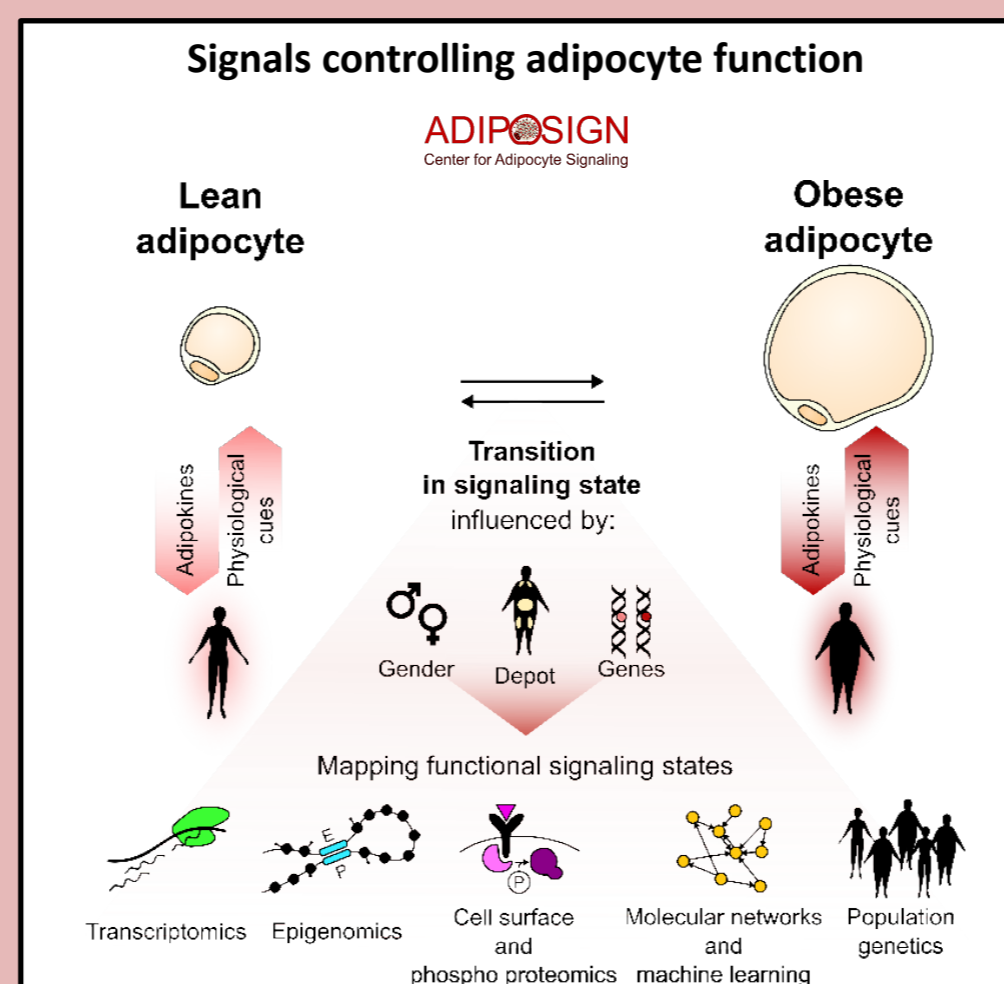 Signals controlling adipocyte function
ADIPOSIGN
Center for Adipocyte Signaling
Lean
adipocyte
Obese
adipocyte
Adipokines
Physiological
cues
Transition
in signaling state
influenced by:
Adipokines
Physiological
cues
Gender
Depot
Genes
Mapping functional signaling states
E
P
P
Transcriptomics
Epigenomics
Cell surface
and
phospho proteomics
Molecular networks
and
machine learning
Population
genetics